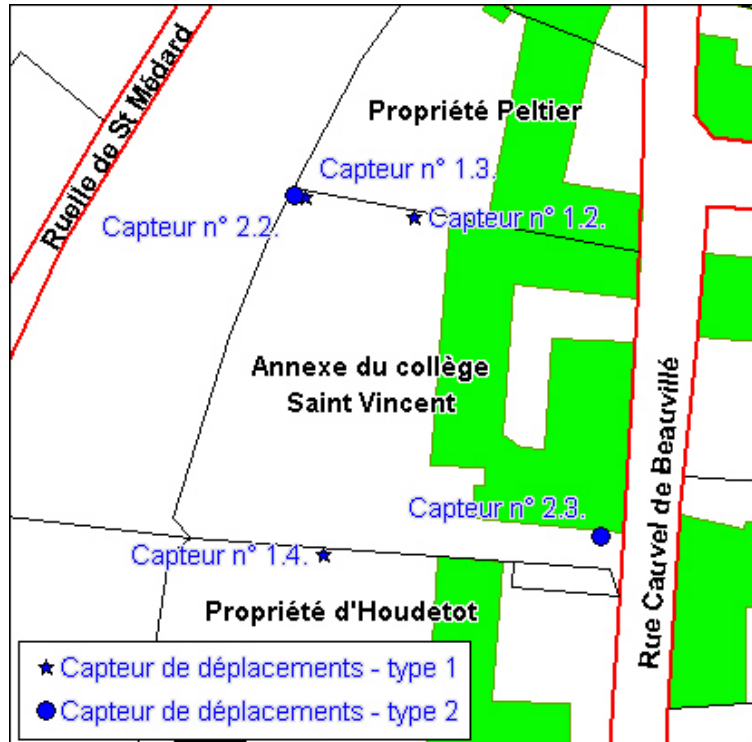 Ruelle de St Médard
Propriété Peltier
Capteur n° 1.3.
Capteur n° 2.2.
Capteur n° 1.2.
Annexe du collège
Saint Vincent
Rue Cauvel de Beauvillé
Capteur n° 2.3.
Capteur n° 1.4.
Propriété d'Houdetot
Capteur de déplacements - type 1
Capteur de déplacements - type 2